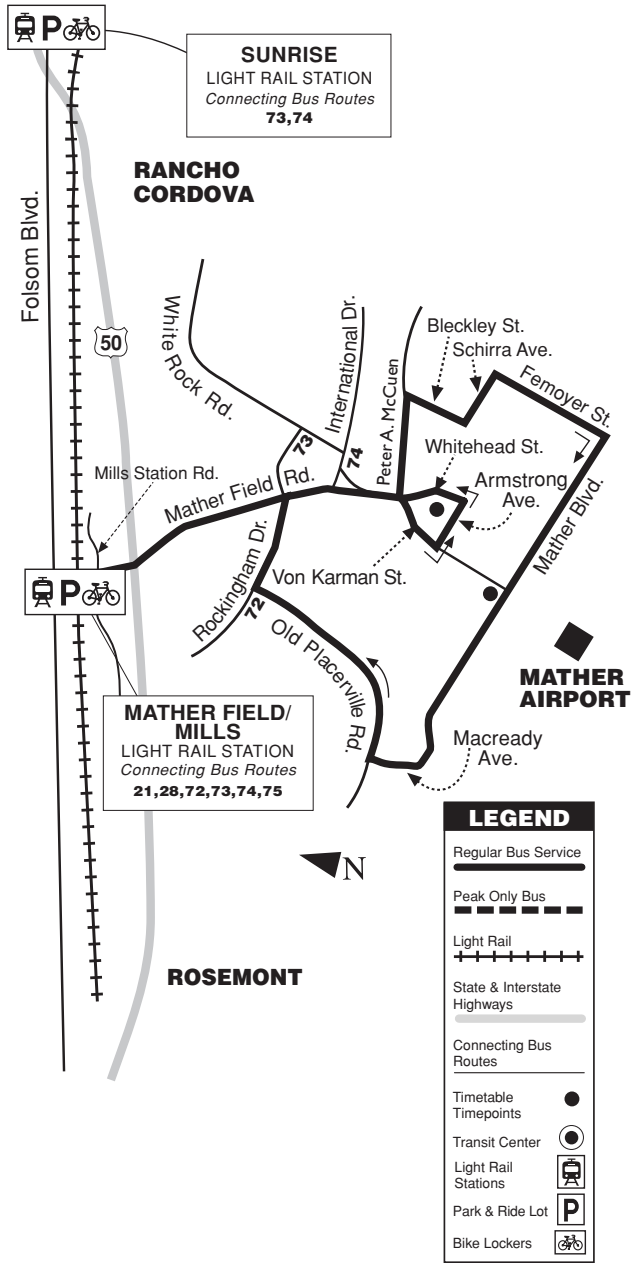 P
SUNRISE
LIGHT RAIL STATION
Connecting Bus Routes
73,74
RANCHO
CORDOVA
Folsom Blvd.
50
White Rock Rd.
International Dr.
Peter A. McCuen
Bleckley St.
Schirra Ave.
Femoyer St.
73
74
Whitehead St.
Mills Station Rd.
Mather Field Rd.
Armstrong
Ave.
Mather Blvd.
Rockingham Dr.
Von Karman St.
P
72
Old Placerville Rd.
MATHER
AIRPORT
MATHER FIELD/
MILLS
LIGHT RAIL STATION
Connecting Bus Routes
21,28,72,73,74,75
Macready
Ave.
N
ROSEMONT
LEGEND
Regular Bus Service
Peak Only Bus
Light Rail
State & Interstate
Highways
Connecting Bus
Routes
Timetable
Timepoints
Transit Center
Light Rail
Stations
Park & Ride Lot
P
Bike Lockers